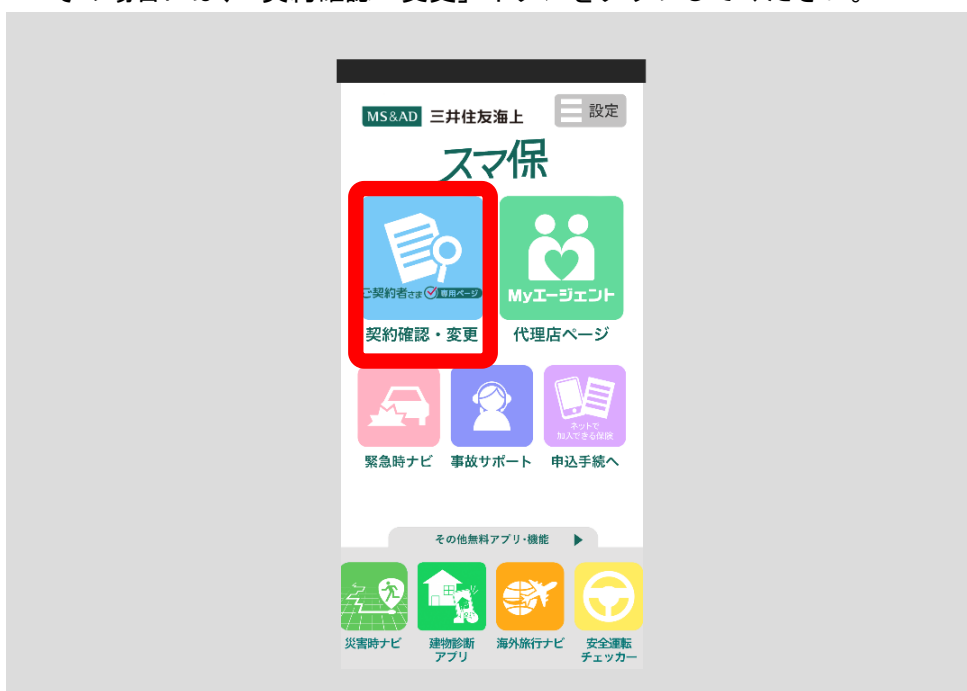 MS&AD 三井住友海上
設定
スマ保
ご契約者さま 専用ページ
Myエージェント
契約確認・変更
代理店ページ
ネットで
加入できる保険
緊急時ナビ
事故サポート
申込手続へ
その他無料アプリ・機能
災害時ナビ
建物診断
アプリ
海外旅行ナビ
安全運転
チェッカー